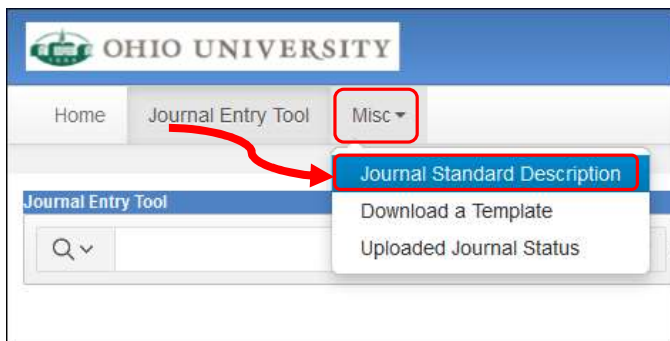 OHIO UNIVERSITY
Home Journal Entry Tool Misc
Journal Standard Description
Download a Template
Uploaded Journal Status
Journal Entry Tool